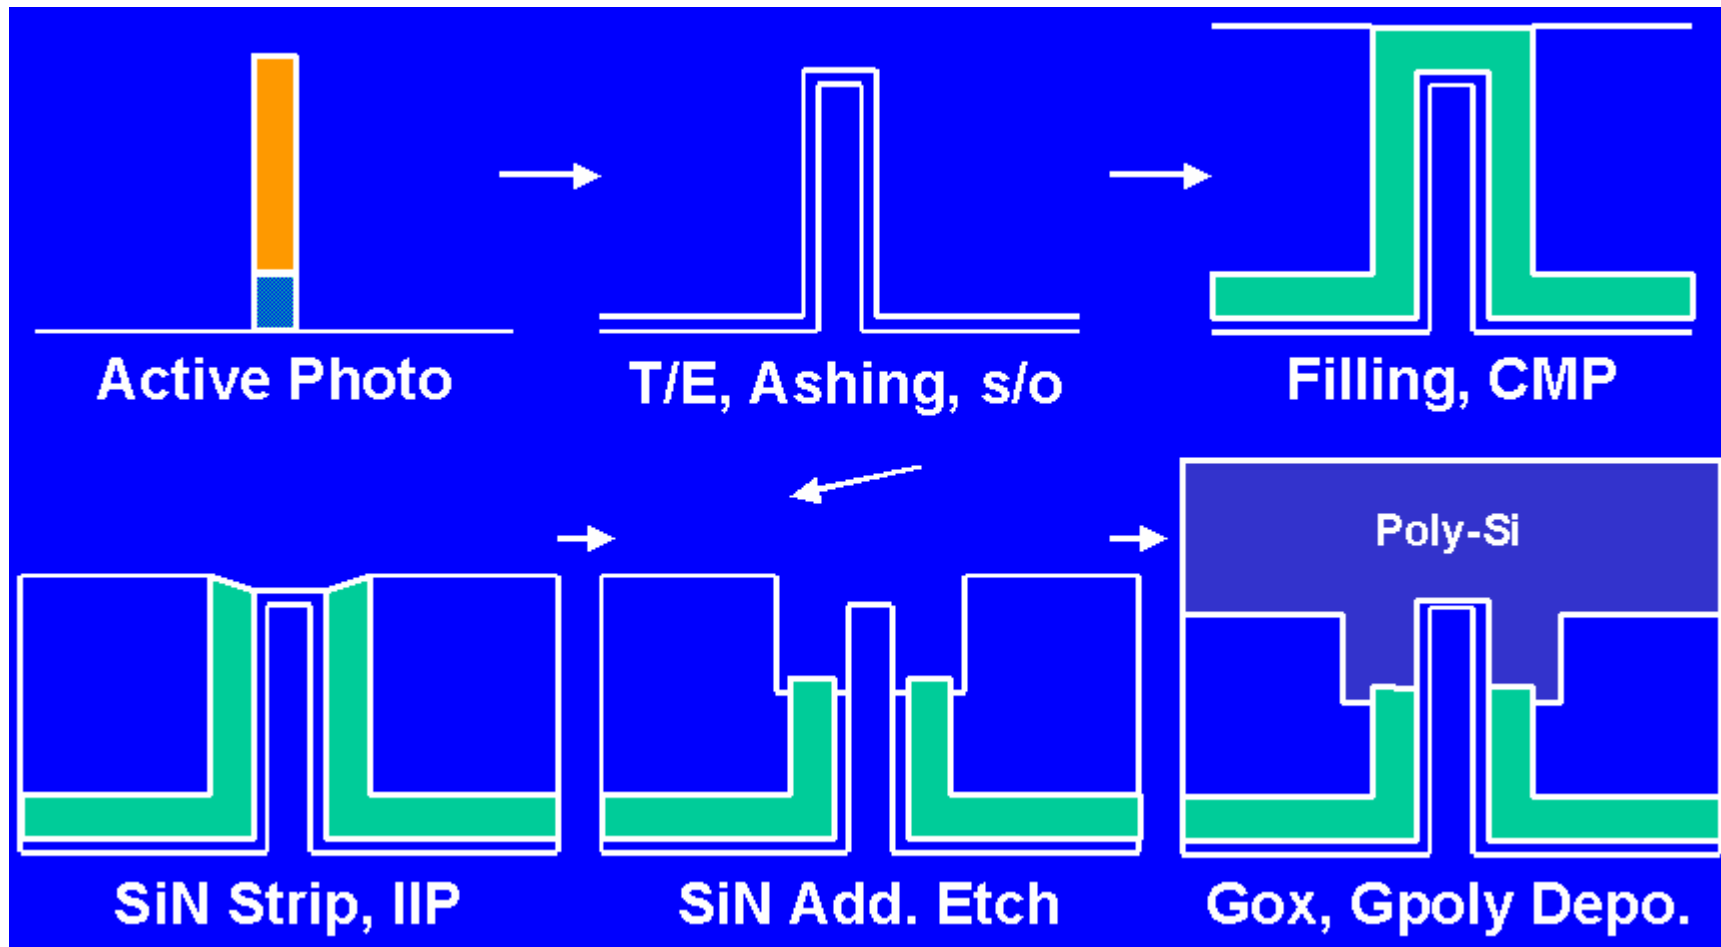 Active Photo
T/E, Ashing, s/o
Filling, CMP
Poly-Si
SiN Strip, IIP
SiN Add. Etch
Gox, Gpoly Depo.